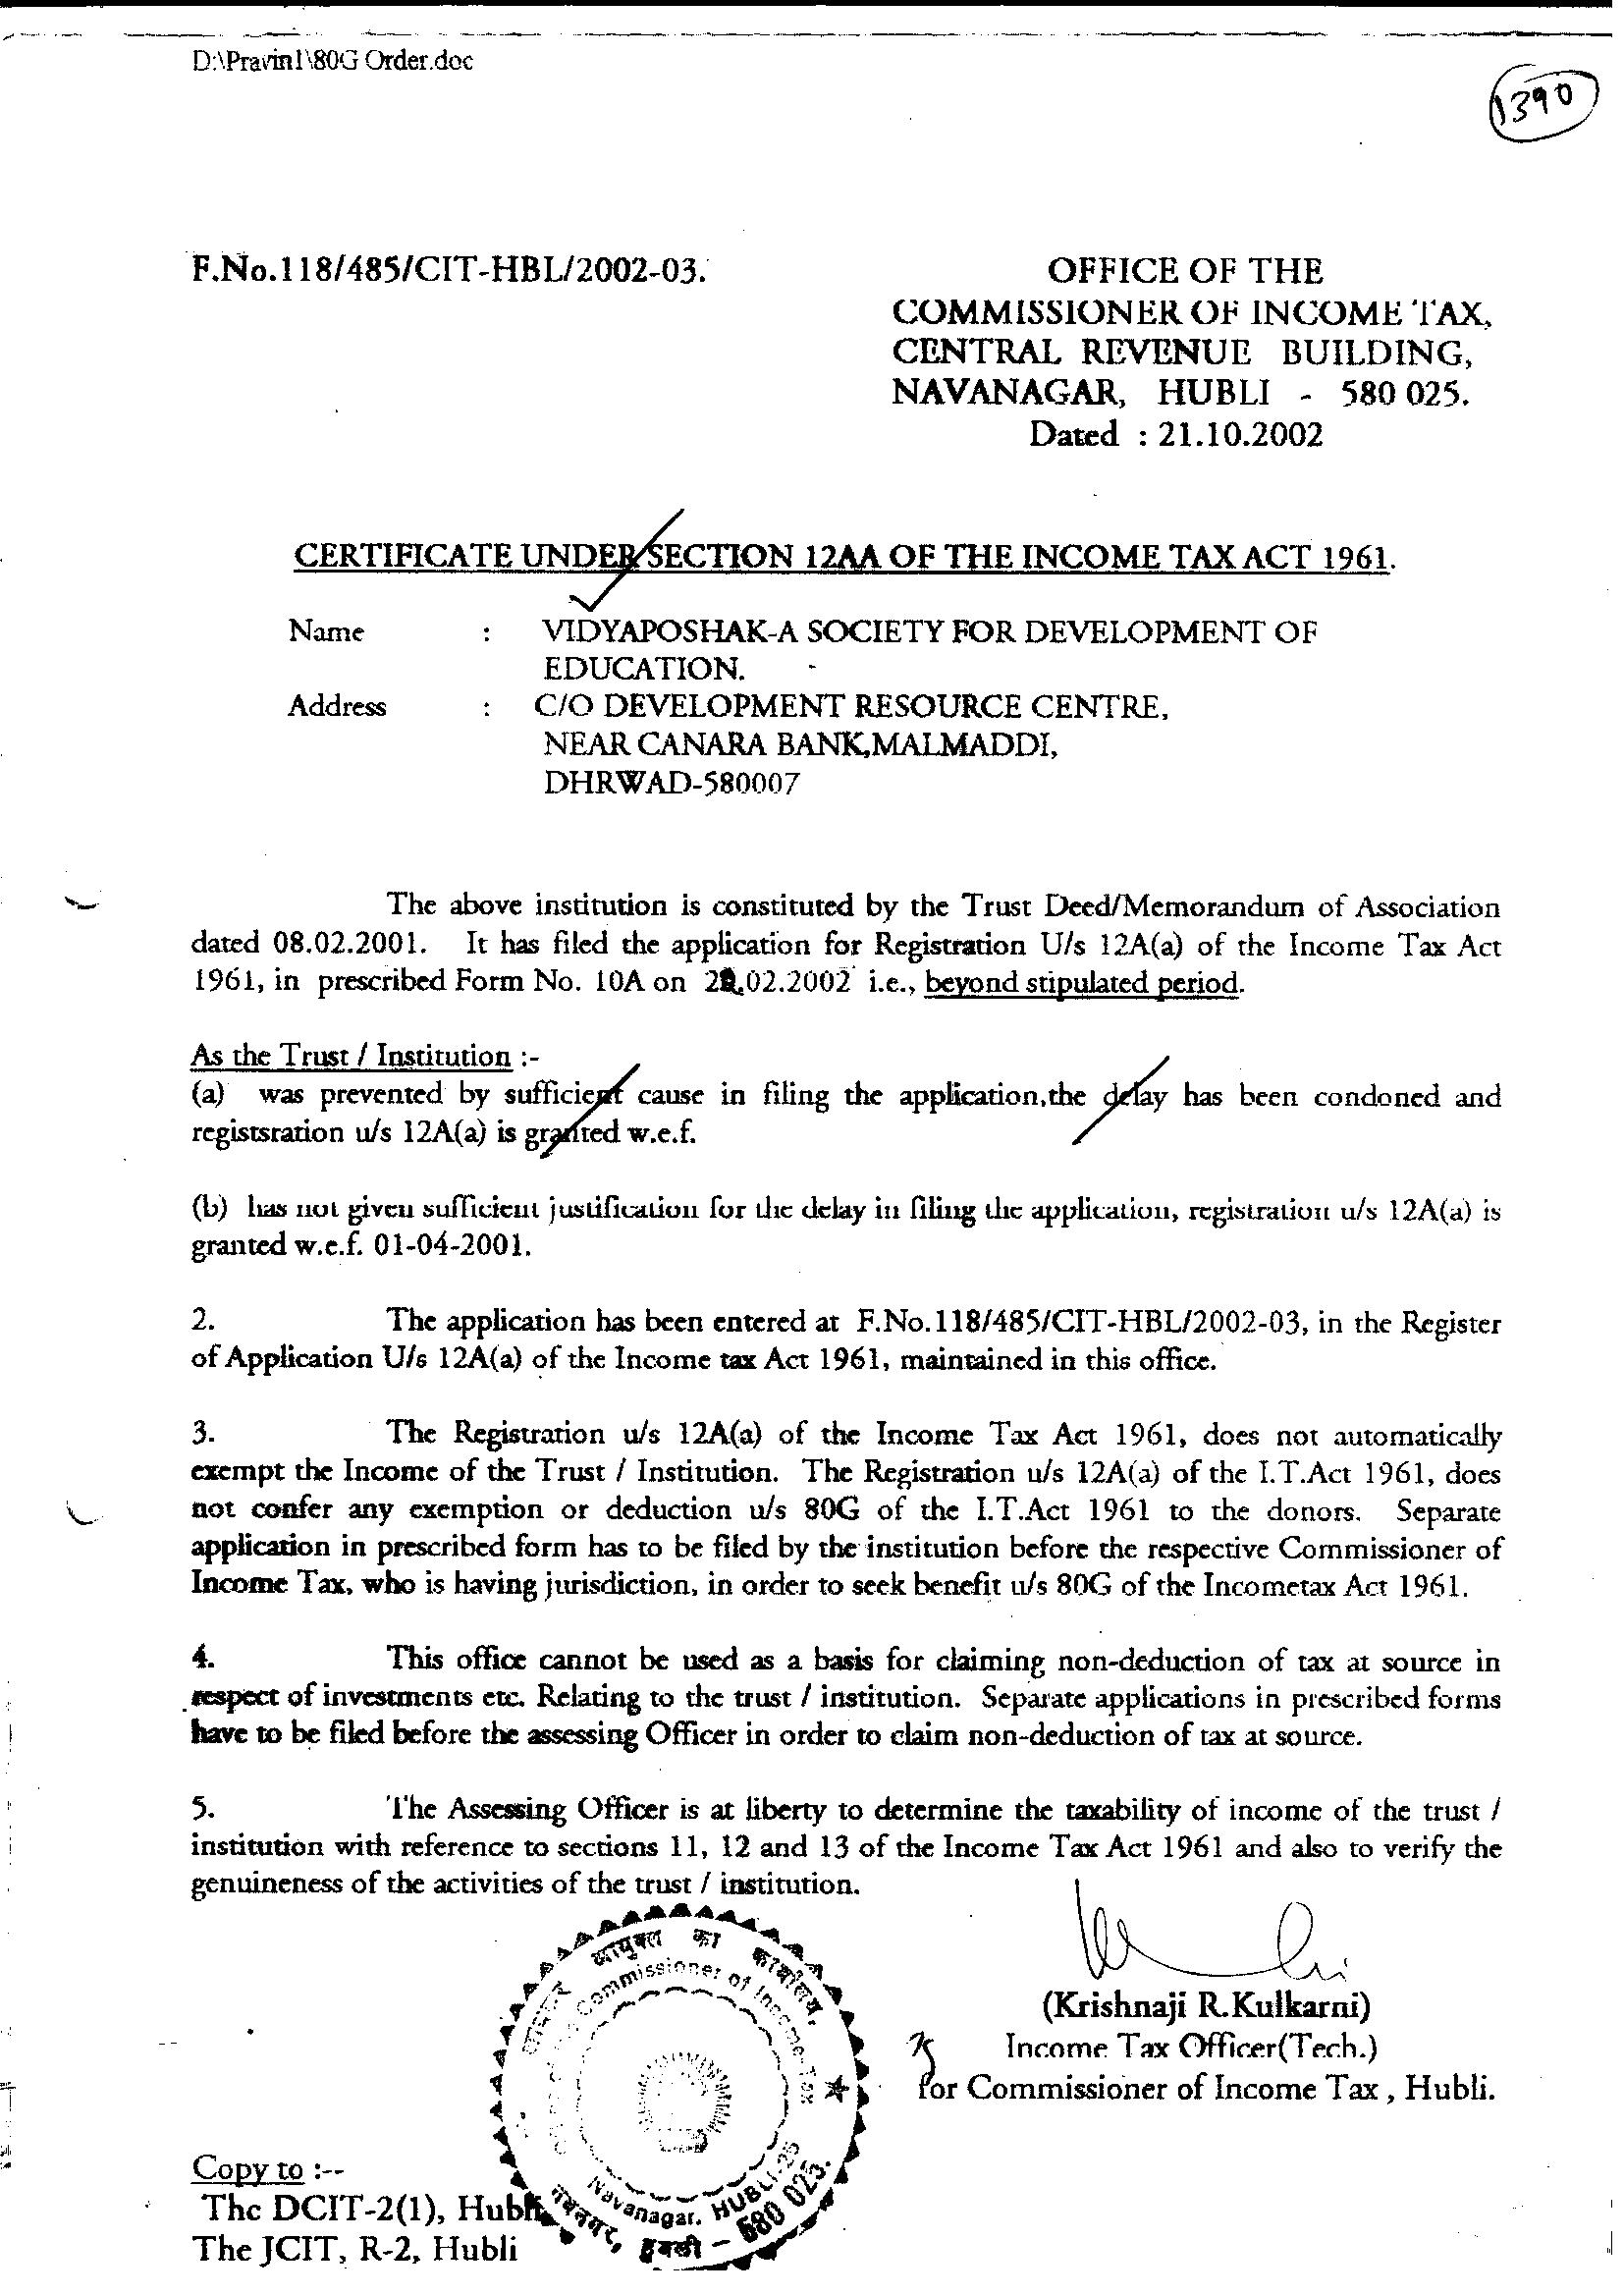 D:\Pravin1\80G Order.doc
1390
F.No.118/485/CIT-HBL/2002-03.
OFFICE OF THE
COMMISSIONER OF INCOME TAX,
CENTRAL REVENUE BUILDING,
NAVANAGAR, HUBLI - 580 025.
Dated : 21.10.2002
CERTIFICATE UNDER SECTION 12AA OF THE INCOME TAX ACT 1961.
Name : VIDYAPOSHAK-A SOCIETY FOR DEVELOPMENT OF
EDUCATION.
Address : C/O DEVELOPMENT RESOURCE CENTRE,
NEAR CANARA BANK,MALMADDI,
DHRWAD-580007
The above institution is constituted by the Trust Deed/Memorandum of Association
dated 08.02.2001. It has filed the application for Registration U/s 12A(a) of the Income Tax Act
1961, in prescribed Form No. 10A on .02.2002 i.e., beyond stipulated period.
As the Trust / Institution :-
(a) was prevented by sufficient cause in filing the application,the delay has been condoned and
registsration u/s 12A(a) is granted w.e.f.
(b) has not given sufficient justification for the delay in filing the application, registration u/s 12A(a) is
granted w.e.f. 01-04-2001.
2. The application has been entered at F.No.118/485/CIT-HBL/2002-03, in the Register
of Application U/s 12A(a) of the Income tax Act 1961, maintained in this office.
3. The Registration u/s 12A(a) of the Income Tax Act 1961, does not automatically
exempt the Income of the Trust / Institution. The Registration u/s 12A(a) of the I.T.Act 1961, does
not confer any exemption or deduction u/s 80G of the I.T.Act 1961 to the donors. Separate
application in prescribed form has to be filed by the institution before the respective Commissioner of
Income Tax, who is having jurisdiction, in order to seek benefit u/s 80G of the Incometax Act 1961.
4. This office cannot be used as a basis for claiming non-deduction of tax at source in
respect of investments etc. Relating to the trust / institution. Separate applications in prescribed forms
have to be filed before the assessing Officer in order to claim non-deduction of tax at source.
5. The Assessing Officer is at liberty to determine the taxability of income of the trust /
institution with reference to sections 11, 12 and 13 of the Income Tax Act 1961 and also to verify the
genuineness of the activities of the trust / institution.
आयुक्त का कार्यालय,
Commissioner of Income-Tax
Navanagar, HUBLI-25
नवनगर, हुबली - 580 025.
(Krishnaji R.Kulkarni)
Income Tax Officer(Tech.)
for Commissioner of Income Tax , Hubli.
Copy to :--
The DCIT-2(1), Hubli
The JCIT, R-2, Hubli